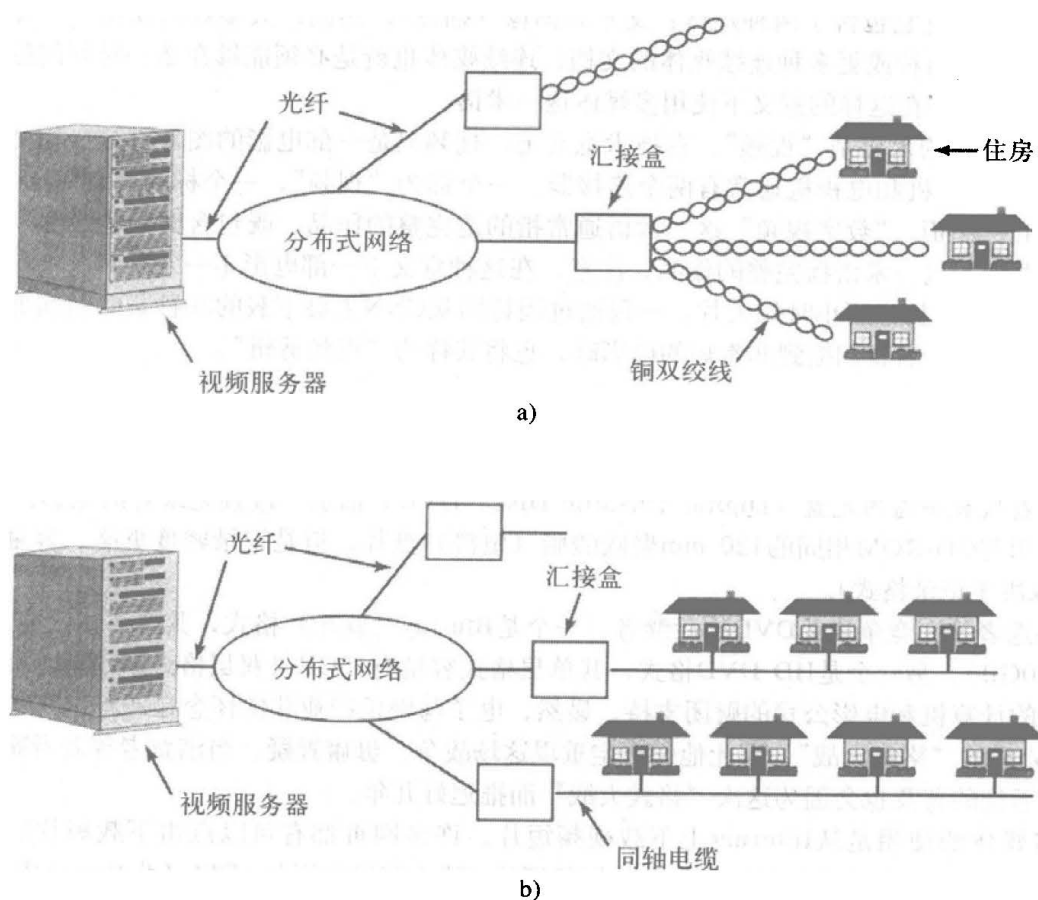 光纤
汇接盒
住房
分布式网络
视频服务器
铜双绞线
a)
光纤
汇接盒
分布式网络
视频服务器
同轴电缆
b)